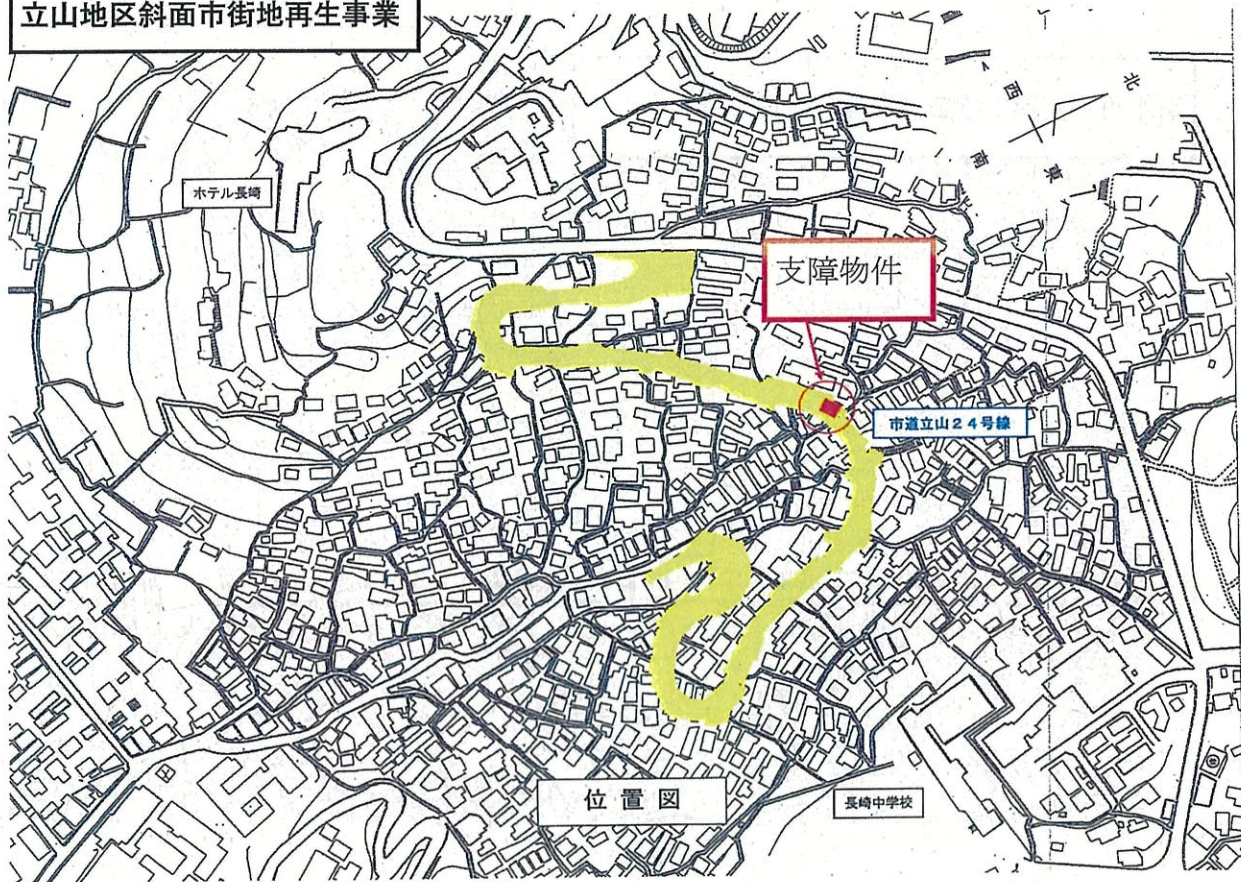 立山地区斜面市街地再生事業
北
西
南
東
ホテル長崎
支障物件
市道立山24号線
位置図
長崎中学校